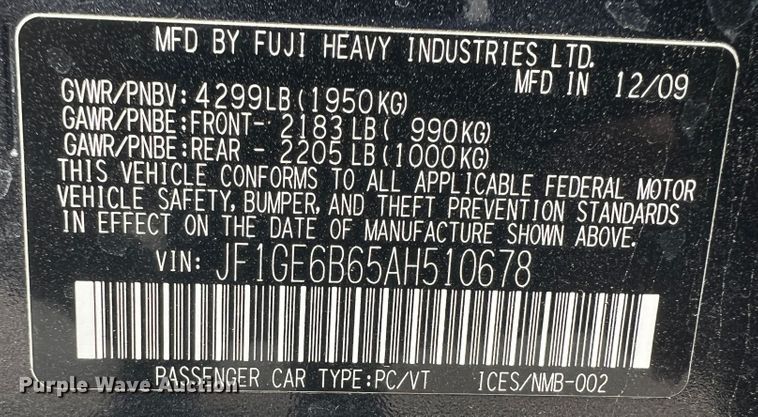 MFD BY FUJI HEAVY INDUSTRIES LTD.
MFD IN 12/09
GVWR/PNBV: 4299LB (1950KG)
GAWR/PNBE:FRONT- 2183 LB ( 990KG)
GAWR/PNBE:REAR - 2205 LB (1000KG)
THIS VEHICLE CONFORMS TO ALL APPLICABLE FEDERAL MOTOR
VEHICLE SAFETY, BUMPER, AND THEFT PREVENTION STANDARDS
IN EFFECT ON THE DATE OF MANUFACTURE SHOWN ABOVE.
VIN: JF1GE6B65AH510678
PASSENGER CAR TYPE:PC/VT ICES/NMB-002
Purple Wave Auction